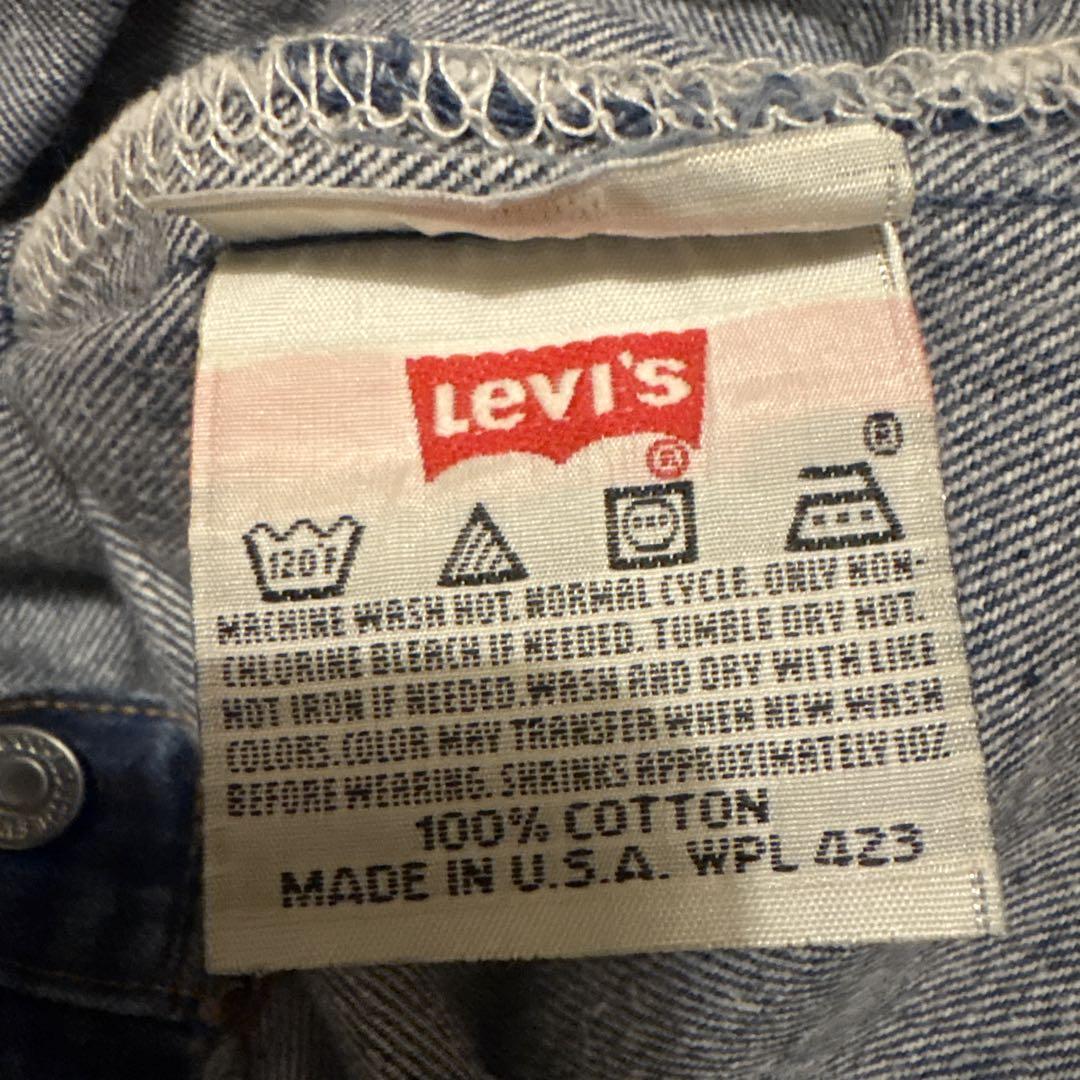 Levi's
®
®
120°F
MACHINE WASH HOT. NORMAL CYCLE. ONLY NON-
CHLORINE BLEACH IF NEEDED. TUMBLE DRY HOT.
HOT IRON IF NEEDED. WASH AND DRY WITH LIKE
COLORS. COLOR MAY TRANSFER WHEN NEW. WASH
BEFORE WEARING. SHRINKS APPROXIMATELY 10%.
100% COTTON
MADE IN U.S.A. WPL 423